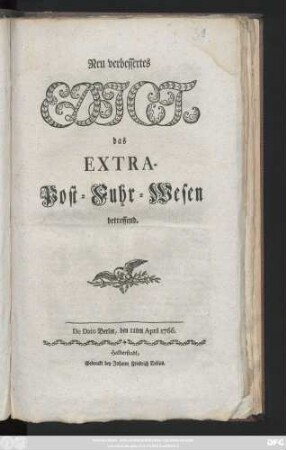 Neu verbessertes
EDICT,
das
EXTRA-
Post-Fuhr-Wesen
betreffend.
De Dato Berlin, den 11ten April 1766.
Halberstadt,
Gedruckt bey Johann Friedrich Delius.